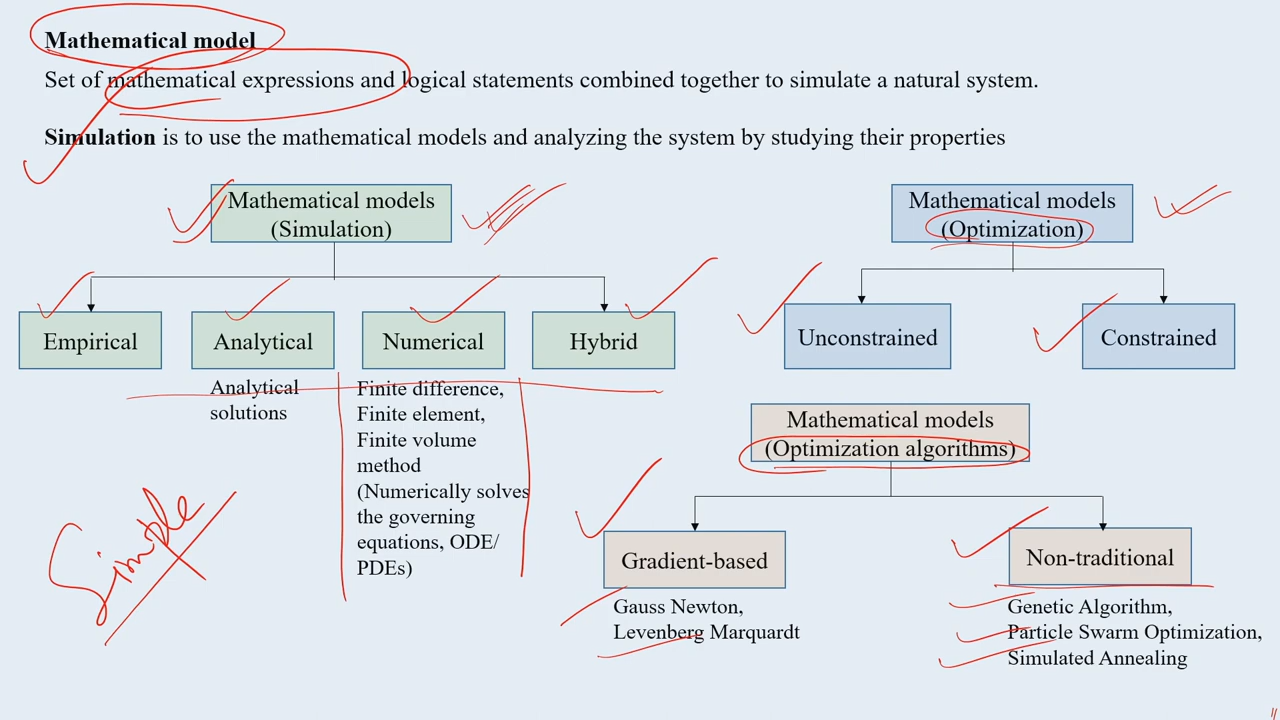 Mathematical model
Set of mathematical expressions and logical statements combined together to simulate a natural system.
Simulation is to use the mathematical models and analyzing the system by studying their properties
Mathematical models
(Simulation)
Empirical
Analytical
Numerical
Hybrid
Analytical
solutions
Finite difference,
Finite element,
Finite volume
method
(Numerically solves
the governing
equations, ODE/
PDEs)
Simple
Mathematical models
(Optimization)
Unconstrained
Constrained
Mathematical models
(Optimization algorithms)
Gradient-based
Gauss Newton,
Levenberg Marquardt
Non-traditional
Genetic Algorithm,
Particle Swarm Optimization,
Simulated Annealing